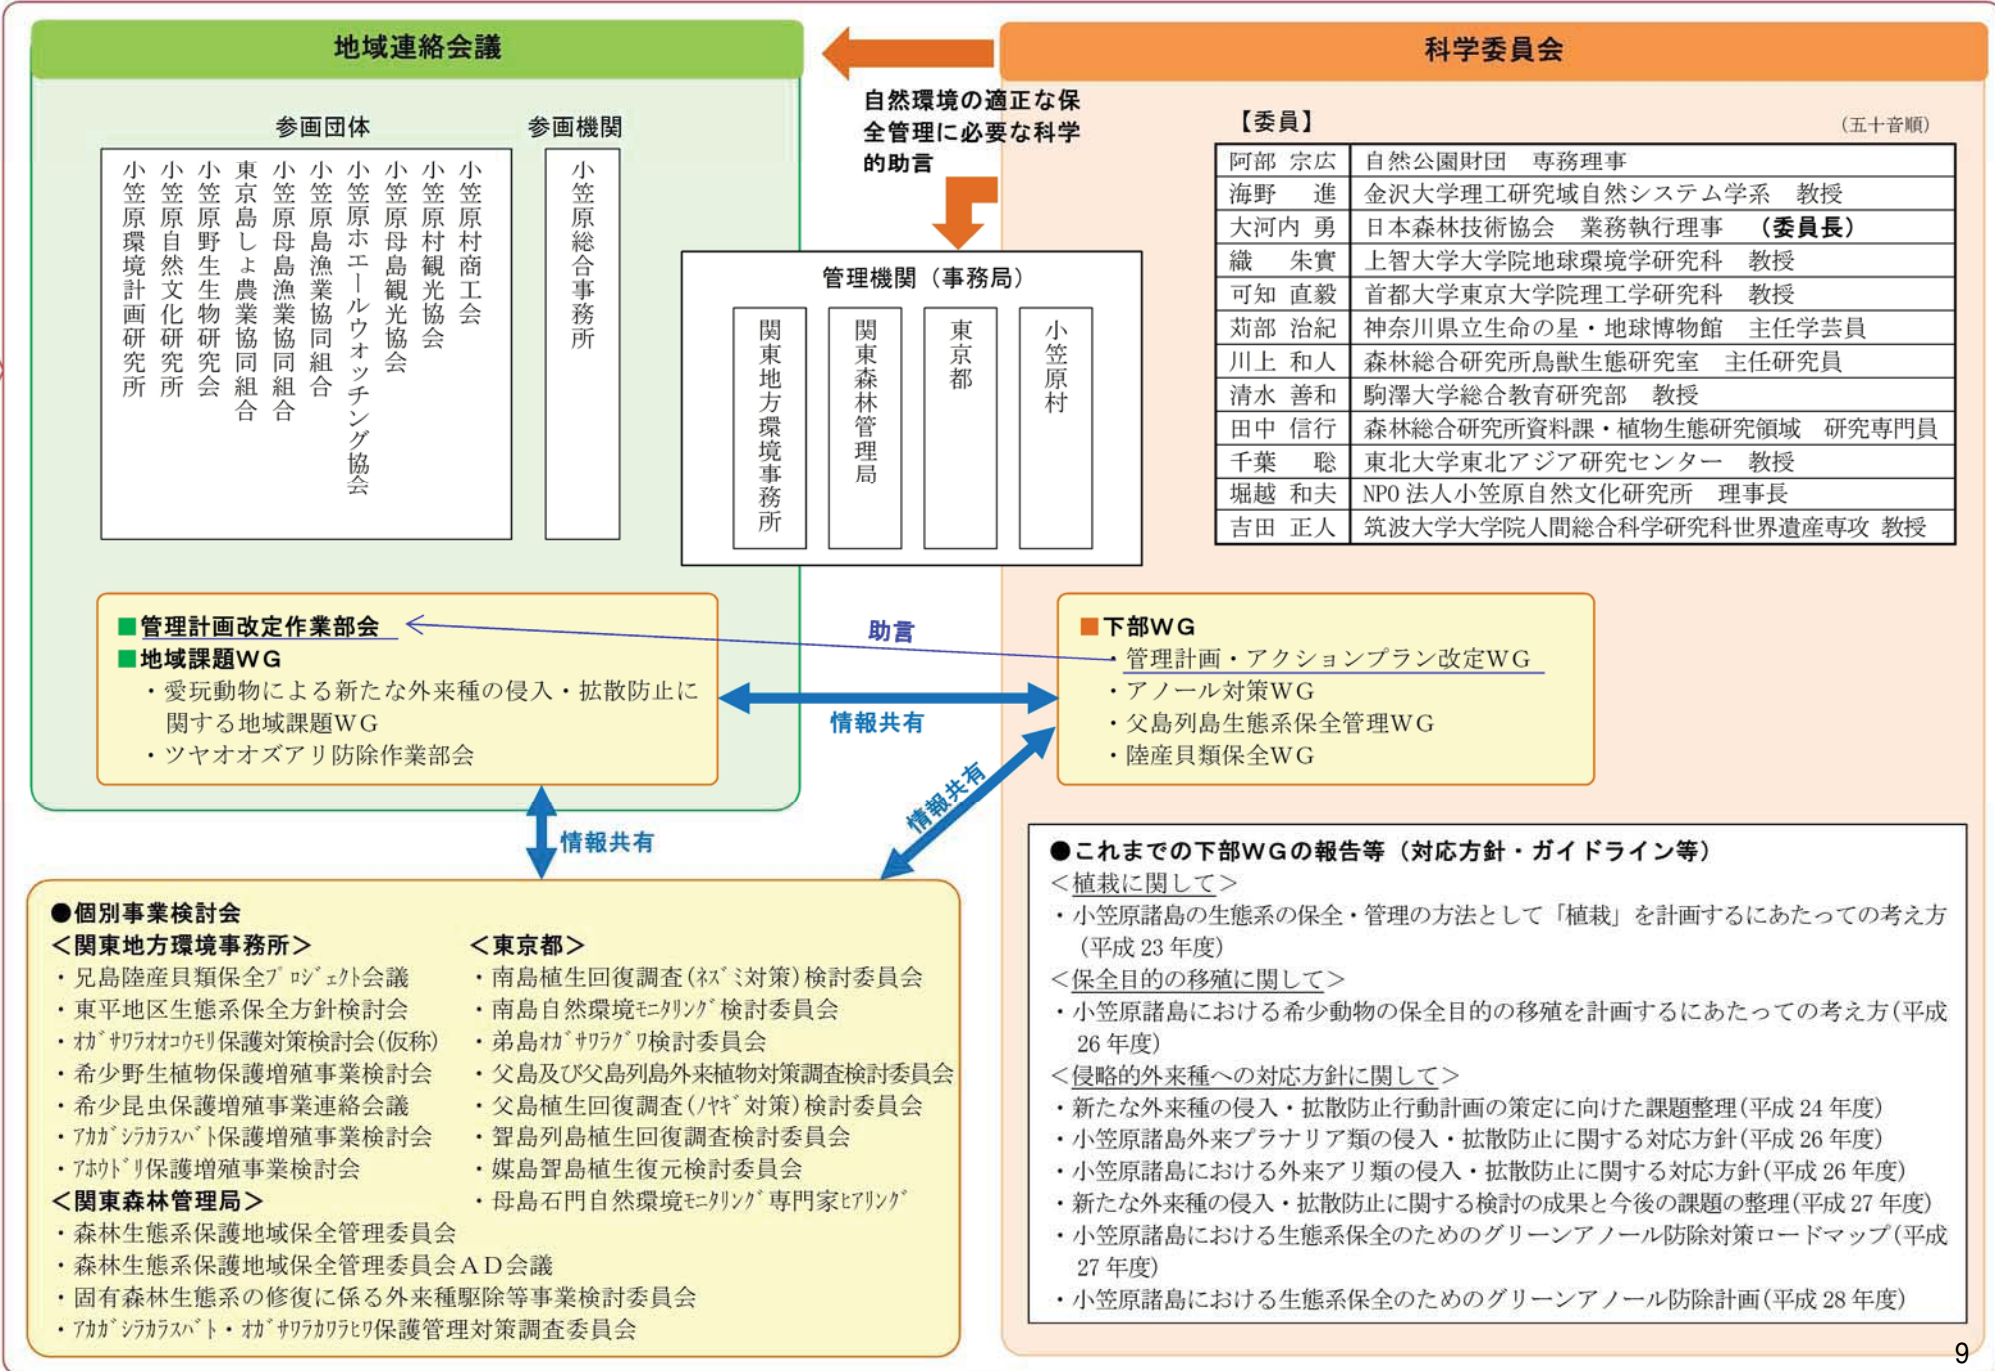 地域連絡会議
参画団体
参画機関
小笠原環境計画研究所
小笠原自然文化研究所
小笠原野生生物研究会
東京島しょ農業協同組合
小笠原母島漁業協同組合
小笠原島漁業協同組合
小笠原ホエールウォッチング協会
小笠原母島観光協会
小笠原村観光協会
小笠原村商工会
小笠原総合事務所
自然環境の適正な保
全管理に必要な科学
的助言
管理機関（事務局）
関東地方環境事務所
関東森林管理局
東京都
小笠原村
科学委員会
【委員】
（五十音順）
阿部 宗広 自然公園財団　専務理事
海野　進 金沢大学理工研究域自然システム学系　教授
大河内 勇 日本森林技術協会　業務執行理事　（委員長）
織　朱實 上智大学大学院地球環境学研究科　教授
可知 直毅 首都大学東京大学院理工学研究科　教授
苅部 治紀 神奈川県立生命の星・地球博物館　主任学芸員
川上 和人 森林総合研究所鳥獣生態研究室　主任研究員
清水 善和 駒澤大学総合教育研究部　教授
田中 信行 森林総合研究所資料課・植物生態研究領域　研究専門員
千葉　聡 東北大学東北アジア研究センター　教授
堀越 和夫 NPO 法人小笠原自然文化研究所　理事長
吉田 正人 筑波大学大学院人間総合科学研究科世界遺産専攻 教授
■管理計画改定作業部会
■地域課題ＷＧ
・愛玩動物による新たな外来種の侵入・拡散防止に
関する地域課題ＷＧ
・ツヤオオズアリ防除作業部会
助言
情報共有
■下部ＷＧ
・管理計画・アクションプラン改定ＷＧ
・アノール対策ＷＧ
・父島列島生態系保全管理ＷＧ
・陸産貝類保全ＷＧ
情報共有
情報共有
●個別事業検討会
＜関東地方環境事務所＞
・兄島陸産貝類保全ﾌﾟﾛｼﾞｪｸﾄ会議
・東平地区生態系保全方針検討会
・ｵｶﾞｻﾜﾗｵｵｺｳﾓﾘ保護対策検討会(仮称)
・希少野生植物保護増殖事業検討会
・希少昆虫保護増殖事業連絡会議
・ｱｶｶﾞｼﾗｶﾗｽﾊﾞﾄ保護増殖事業検討会
・ｱﾎｳﾄﾞﾘ保護増殖事業検討会
＜関東森林管理局＞
・森林生態系保護地域保全管理委員会
・森林生態系保護地域保全管理委員会ＡＤ会議
・固有森林生態系の修復に係る外来種駆除等事業検討委員会
・ｱｶｶﾞｼﾗｶﾗｽﾊﾞﾄ・ｵｶﾞｻﾜﾗｶﾜﾗﾋﾜ保護管理対策調査委員会
＜東京都＞
・南島植生回復調査(ﾈｽﾞﾐ対策)検討委員会
・南島自然環境ﾓﾆﾀﾘﾝｸﾞ検討委員会
・弟島ｵｶﾞｻﾜﾗｸﾞﾜ検討委員会
・父島及び父島列島外来植物対策調査検討委員会
・父島植生回復調査(ﾉﾔｷﾞ対策)検討委員会
・聟島列島植生回復調査検討委員会
・媒島聟島植生復元検討委員会
・母島石門自然環境ﾓﾆﾀﾘﾝｸﾞ専門家ﾋｱﾘﾝｸﾞ
●これまでの下部ＷＧの報告等（対応方針・ガイドライン等）
＜植栽に関して＞
・小笠原諸島の生態系の保全・管理の方法として「植栽」を計画するにあたっての考え方
（平成 23 年度）
＜保全目的の移殖に関して＞
・小笠原諸島における希少動物の保全目的の移殖を計画するにあたっての考え方(平成
26 年度)
＜侵略的外来種への対応方針に関して＞
・新たな外来種の侵入・拡散防止行動計画の策定に向けた課題整理(平成 24 年度)
・小笠原諸島外来プラナリア類の侵入・拡散防止に関する対応方針(平成 26 年度)
・小笠原諸島における外来アリ類の侵入・拡散防止に関する対応方針(平成 26 年度)
・新たな外来種の侵入・拡散防止に関する検討の成果と今後の課題の整理(平成 27 年度)
・小笠原諸島における生態系保全のためのグリーンアノール防除対策ロードマップ(平成
27 年度)
・小笠原諸島における生態系保全のためのグリーンアノール防除計画(平成 28 年度)
9